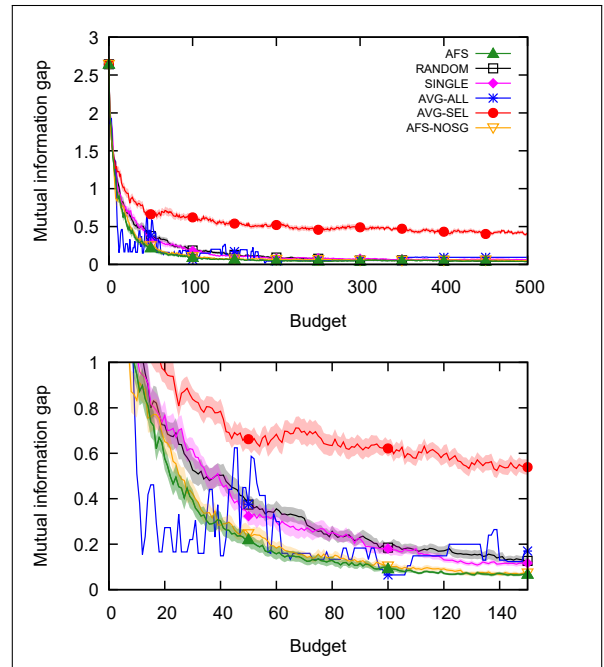 3
2.5
2
1.5
1
0.5
0
0 100 200 300 400 500
Mutual information gap
Budget
AFS
RANDOM
SINGLE
AVG-ALL
AVG-SEL
AFS-NOSG
1
0.8
0.6
0.4
0.2
0
0 20 40 60 80 100 120 140
Mutual information gap
Budget